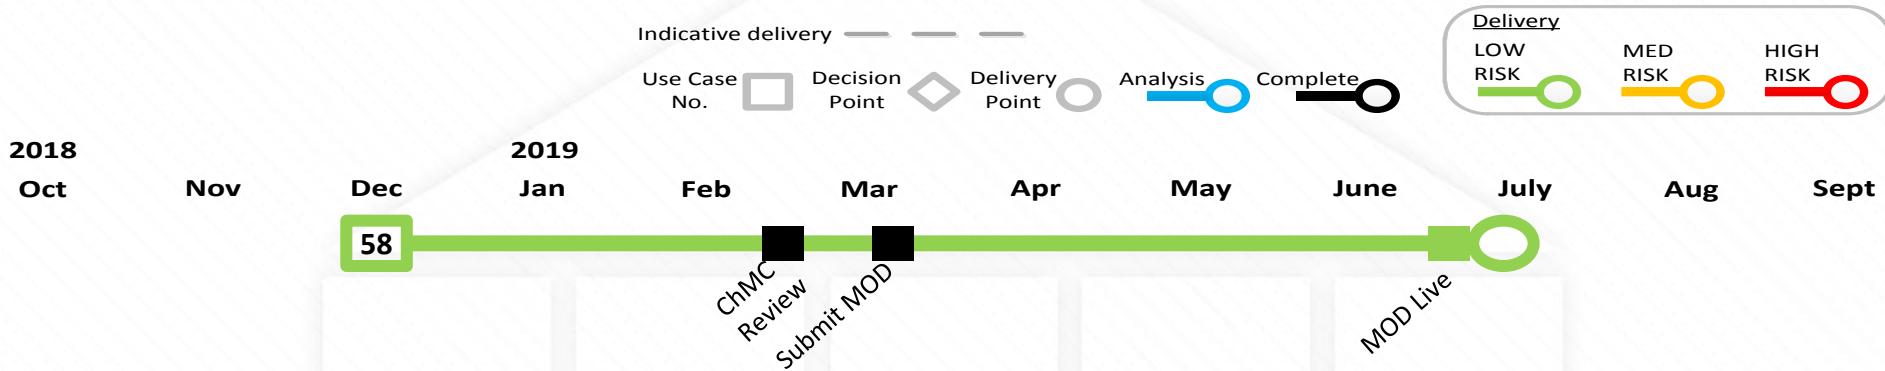 Indicative delivery
Use Case
No.
Decision
Point
Delivery
Point
Analysis
Complete
Delivery
LOW
RISK
MED
RISK
HIGH
RISK
2018
2019
Oct
Nov
Dec
Jan
Feb
Mar
Apr
May
June
July
Aug
Sept
58
ChMC
Review
Submit MOD
MOD Live